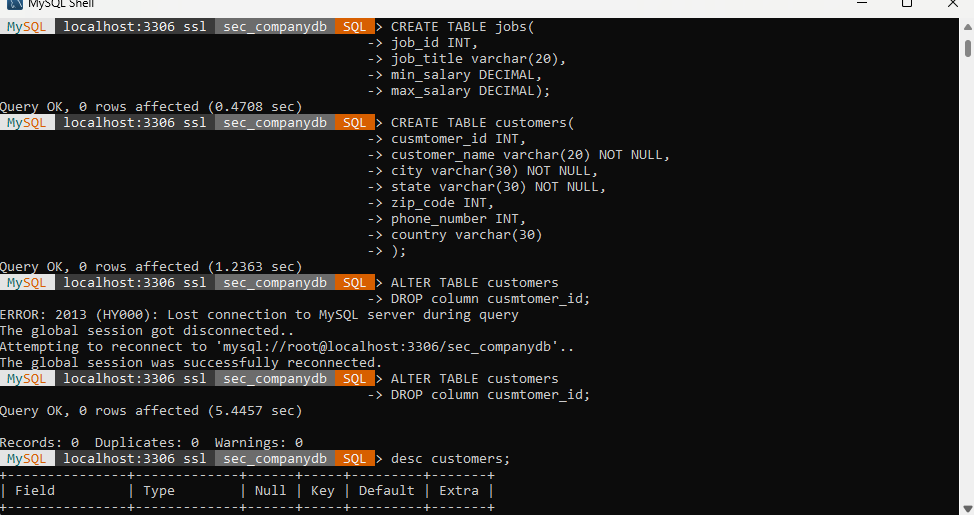 MySQL Shell
MySQL localhost:3306 ssl sec_companydb SQL > CREATE TABLE jobs(
-> job_id INT,
-> job_title varchar(20),
-> min_salary DECIMAL,
-> max_salary DECIMAL);
Query OK, 0 rows affected (0.4708 sec)
MySQL localhost:3306 ssl sec_companydb SQL > CREATE TABLE customers(
-> cusmtomer_id INT,
-> customer_name varchar(20) NOT NULL,
-> city varchar(30) NOT NULL,
-> state varchar(30) NOT NULL,
-> zip_code INT,
-> phone_number INT,
-> country varchar(30)
-> );
Query OK, 0 rows affected (1.2363 sec)
MySQL localhost:3306 ssl sec_companydb SQL > ALTER TABLE customers
-> DROP column cusmtomer_id;
ERROR: 2013 (HY000): Lost connection to MySQL server during query
The global session got disconnected..
Attempting to reconnect to 'mysql://root@localhost:3306/sec_companydb'..
The global session was successfully reconnected.
MySQL localhost:3306 ssl sec_companydb SQL > ALTER TABLE customers
-> DROP column cusmtomer_id;
Query OK, 0 rows affected (5.4457 sec)
Records: 0 Duplicates: 0 Warnings: 0
MySQL localhost:3306 ssl sec_companydb SQL > desc customers;
+---------------+-------------+------+-----+---------+-------+
| Field | Type | Null | Key | Default | Extra |
+---------------+-------------+------+-----+---------+-------+